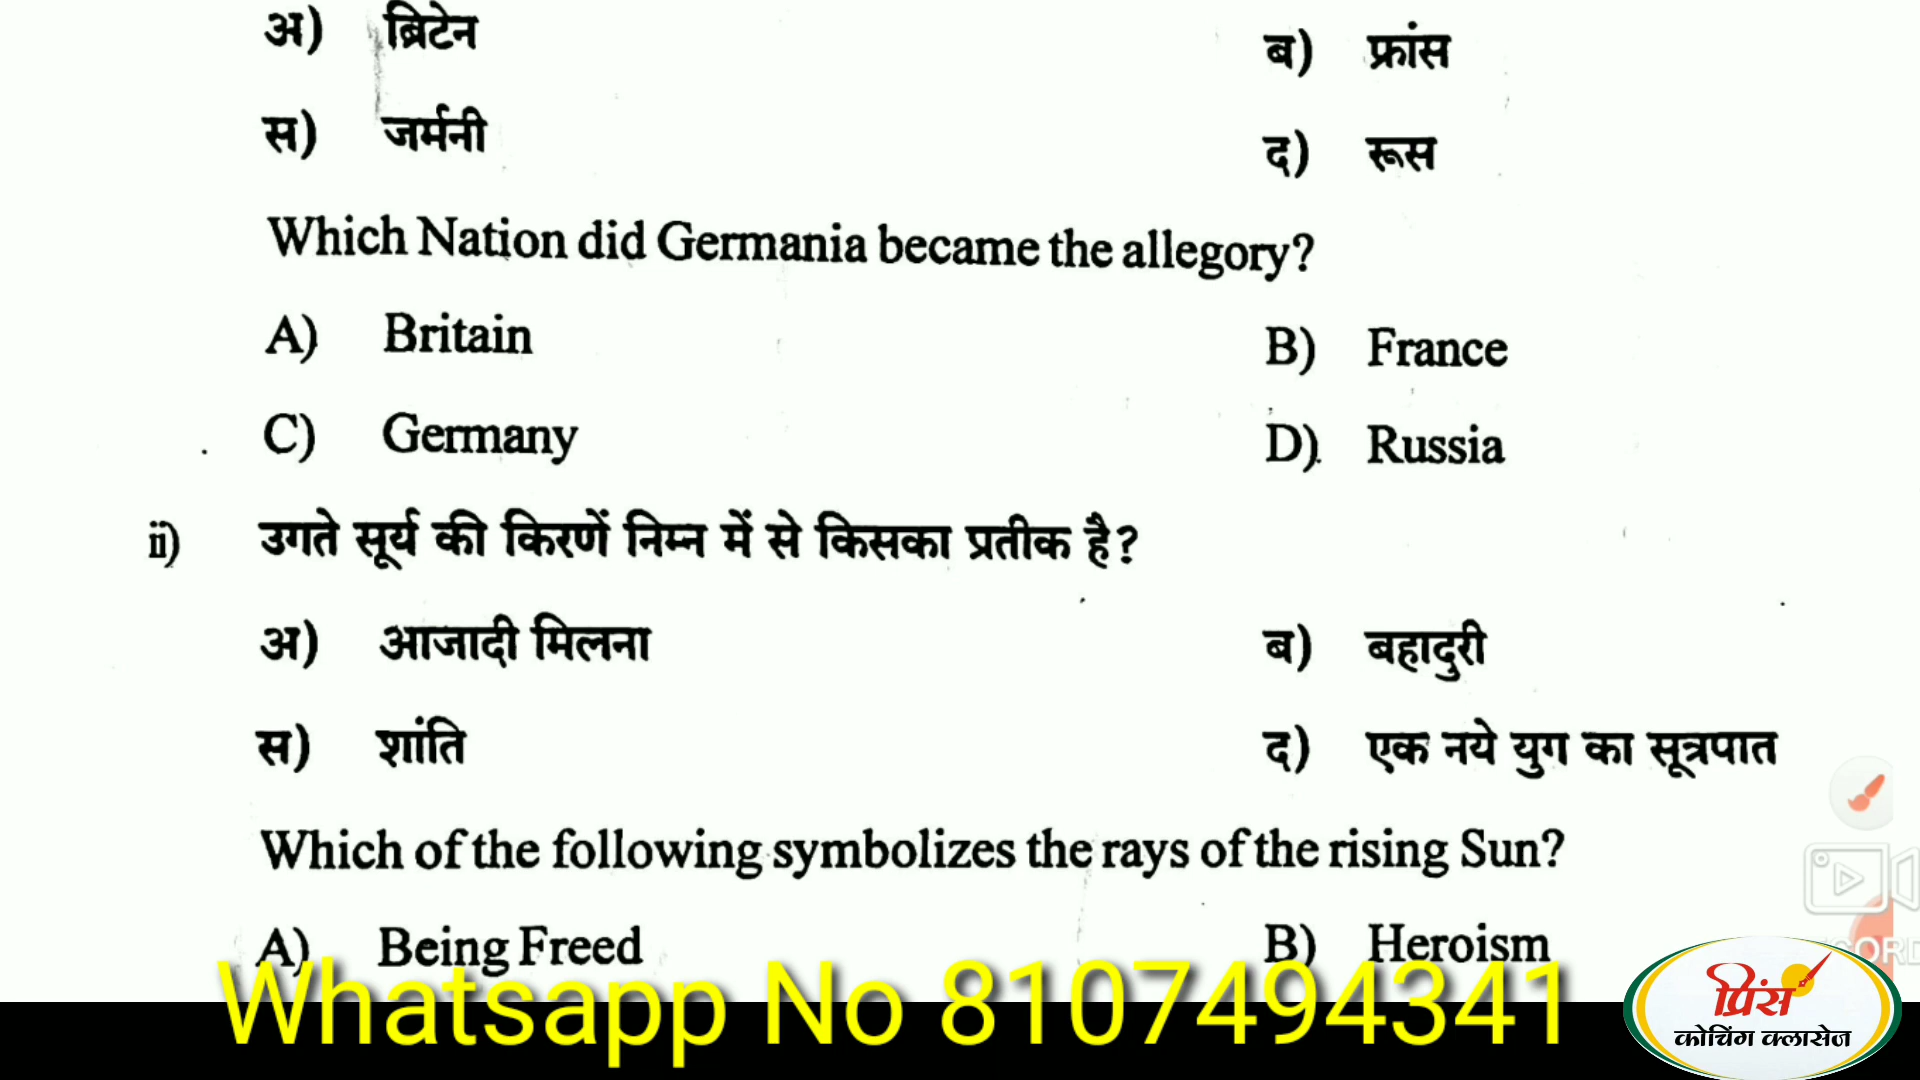 अ) ब्रिटेन ब) फ्रांस
स) जर्मनी द) रूस
Which Nation did Germania became the allegory?
A) Britain B) France
C) Germany D) Russia
ii) उगते सूर्य की किरणें निम्न में से किसका प्रतीक है?
अ) आजादी मिलना ब) बहादुरी
स) शांति द) एक नये युग का सूत्रपात
Which of the following symbolizes the rays of the rising Sun?
A) Being Freed B) Heroism
Whatsapp No 8107494341
प्रिंस
कोचिंग क्लासेज